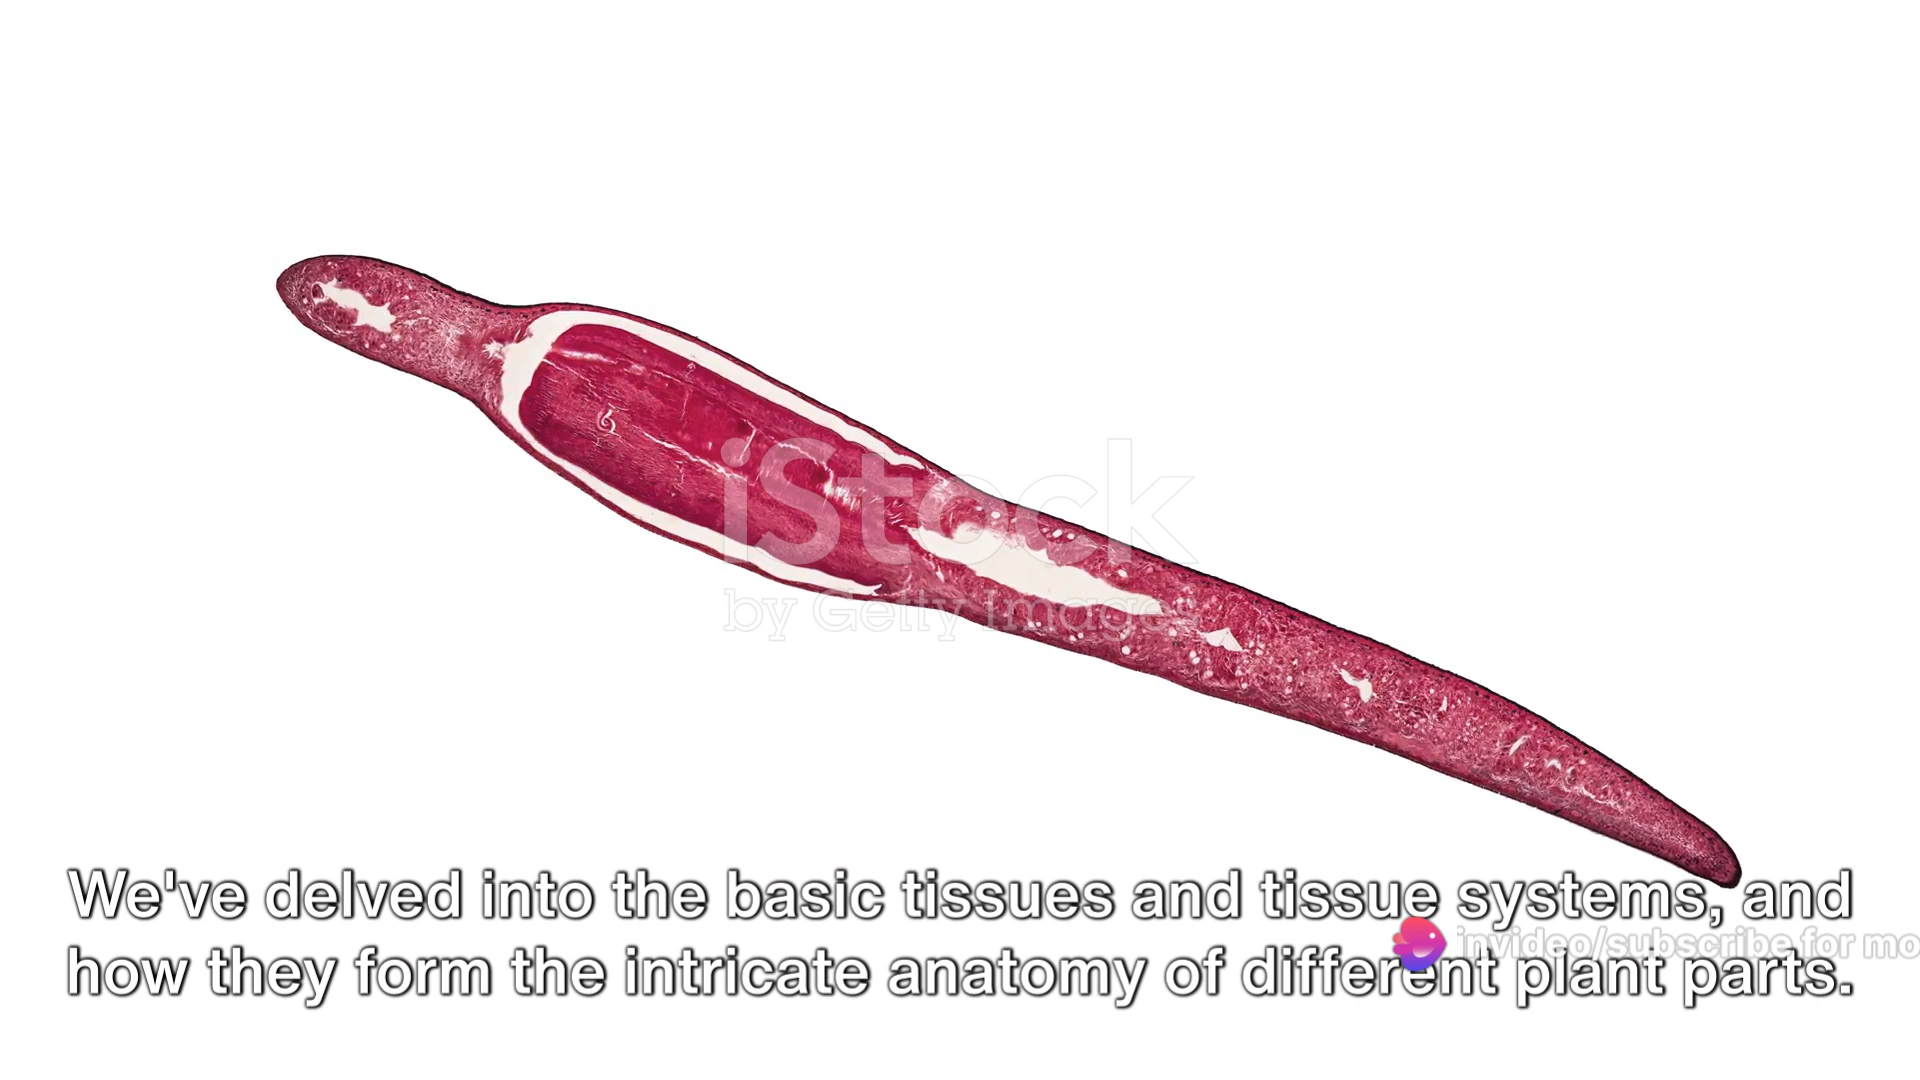 iStock
by Getty Images
We've delved into the basic tissues and tissue systems, and
invideo/subscribe for mo
how they form the intricate anatomy of different plant parts.